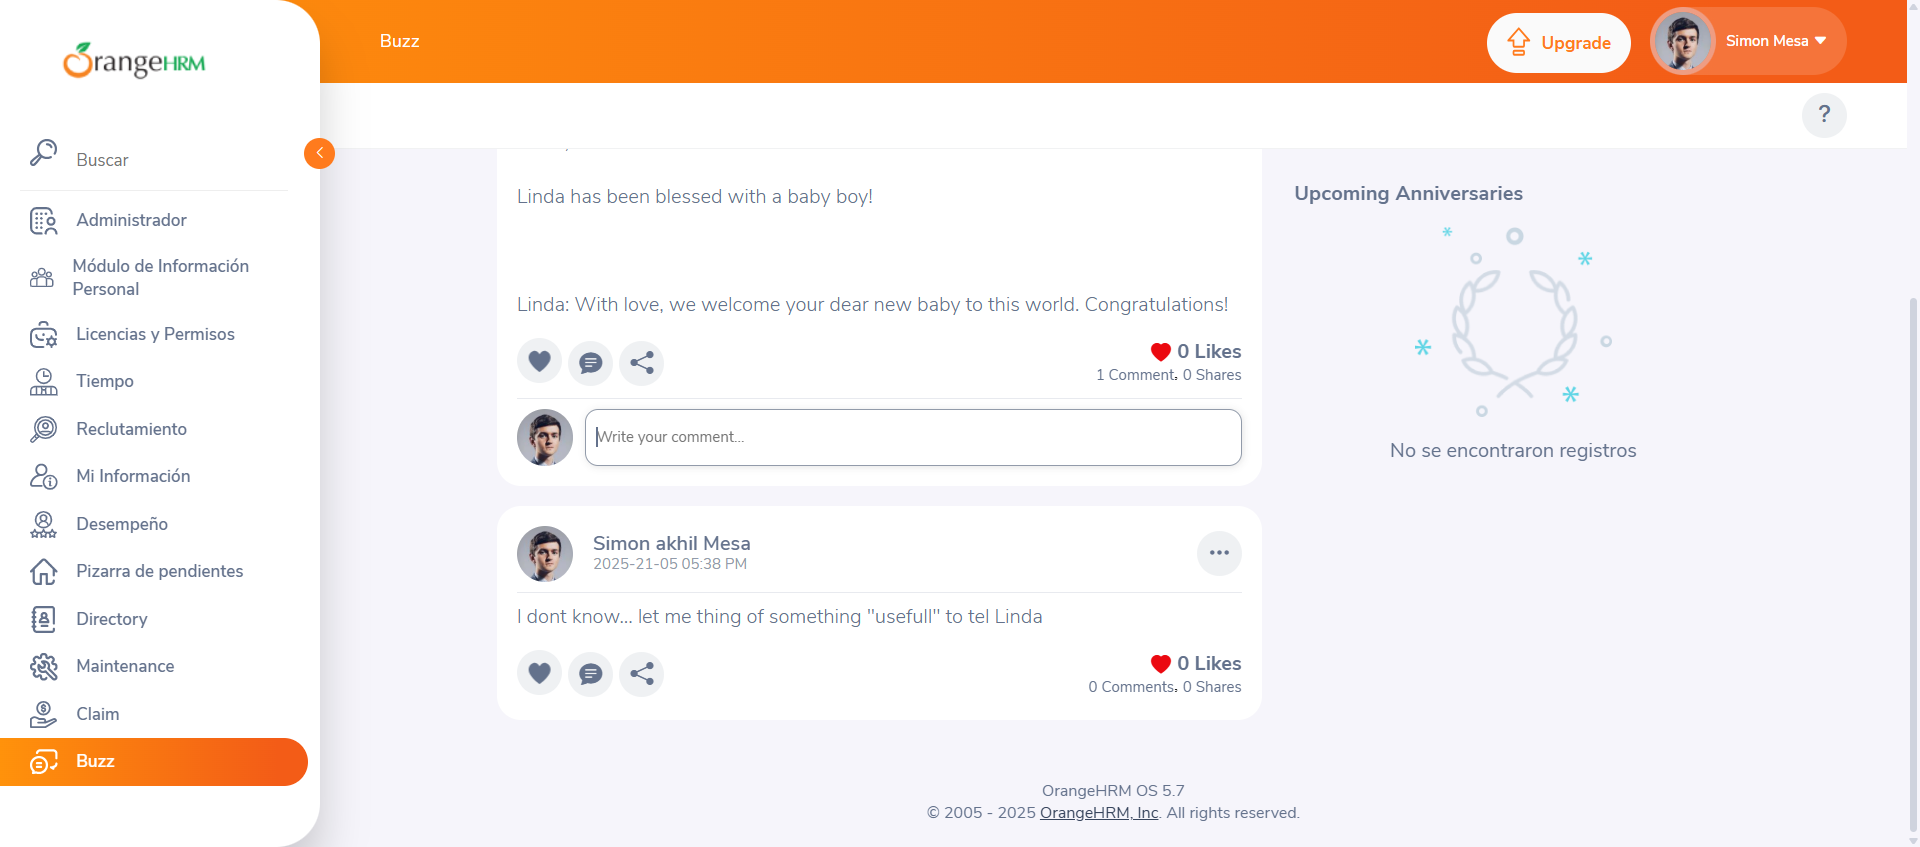 OrangeHRM
Buscar
Administrador
Módulo de Información
Personal
Licencias y Permisos
Tiempo
Reclutamiento
Mi Información
Desempeño
Pizarra de pendientes
Directory
Maintenance
Claim
Buzz
Buzz
Upgrade
Simon Mesa
?
Linda has been blessed with a baby boy!
Linda: With love, we welcome your dear new baby to this world. Congratulations!
0 Likes
1 Comment, 0 Shares
Write your comment...
Simon akhil Mesa
2025-21-05 05:38 PM
I dont know... let me thing of something "usefull" to tel Linda
0 Likes
0 Comments, 0 Shares
Upcoming Anniversaries
No se encontraron registros
OrangeHRM OS 5.7
© 2005 - 2025 OrangeHRM, Inc. All rights reserved.